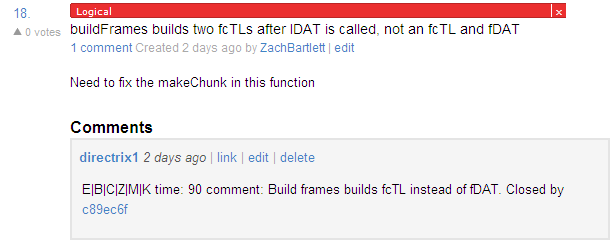 18.
Logical
x
0 votes
buildFrames builds two fcTLs after IDAT is called, not an fcTL and fDAT
1 comment Created 2 days ago by ZachBartlett | edit
Need to fix the makeChunk in this function
Comments
directrix1 2 days ago | link | edit | delete
E|B|C|Z|M|K time: 90 comment: Build frames builds fcTL instead of fDAT. Closed by
c89ec6f